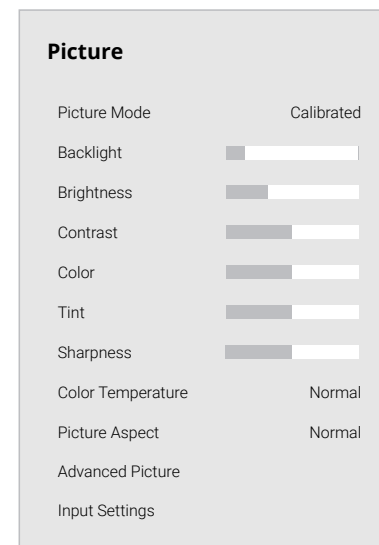 Picture
Picture Mode Calibrated
Backlight
Brightness
Contrast
Color
Tint
Sharpness
Color Temperature Normal
Picture Aspect Normal
Advanced Picture
Input Settings